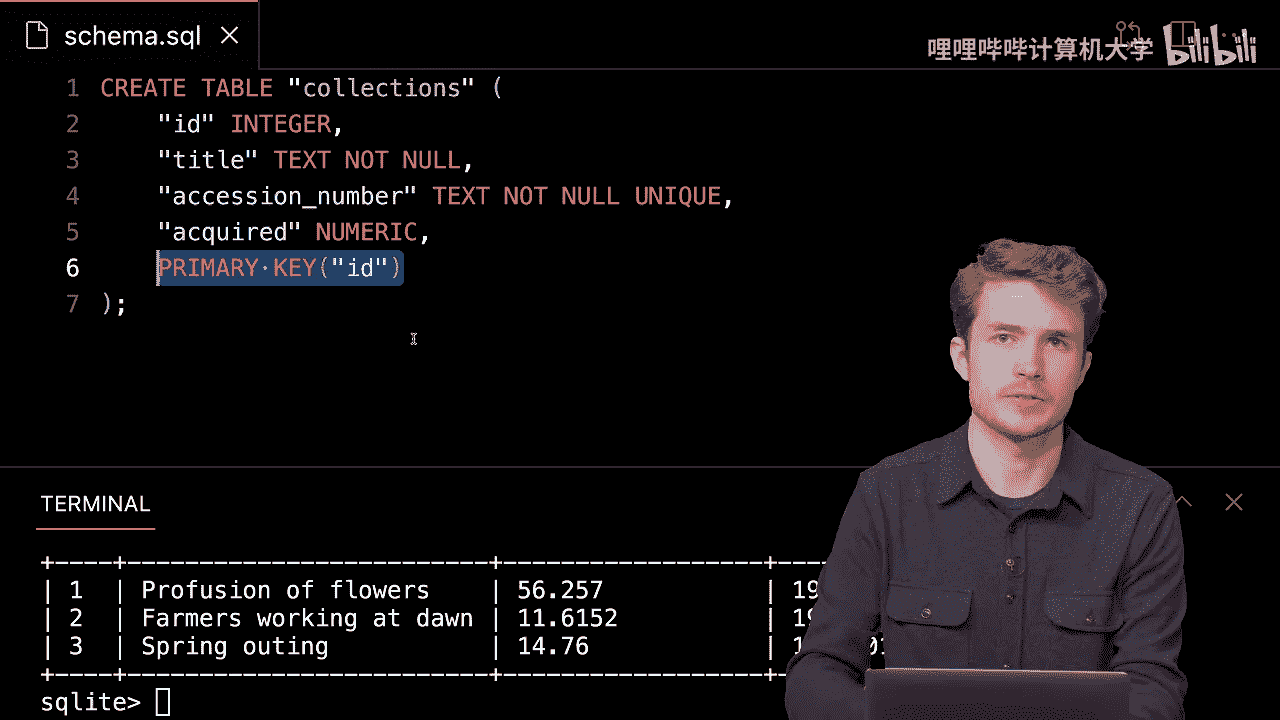 schema.sql
哔哩哔哩计算机大学 bilibili
1 CREATE TABLE "collections" (
2 "id" INTEGER,
3 "title" TEXT NOT NULL,
4 "accession_number" TEXT NOT NULL UNIQUE,
5 "acquired" NUMERIC,
6 PRIMARY KEY("id")
7 );
TERMINAL
+----+-------------------------+-------------------+--
| 1 | Profusion of flowers | 56.257 | 19
| 2 | Farmers working at dawn | 11.6152 | 19
| 3 | Spring outing | 14.76 | 1
+----+-------------------------+-------------------+-
sqlite>